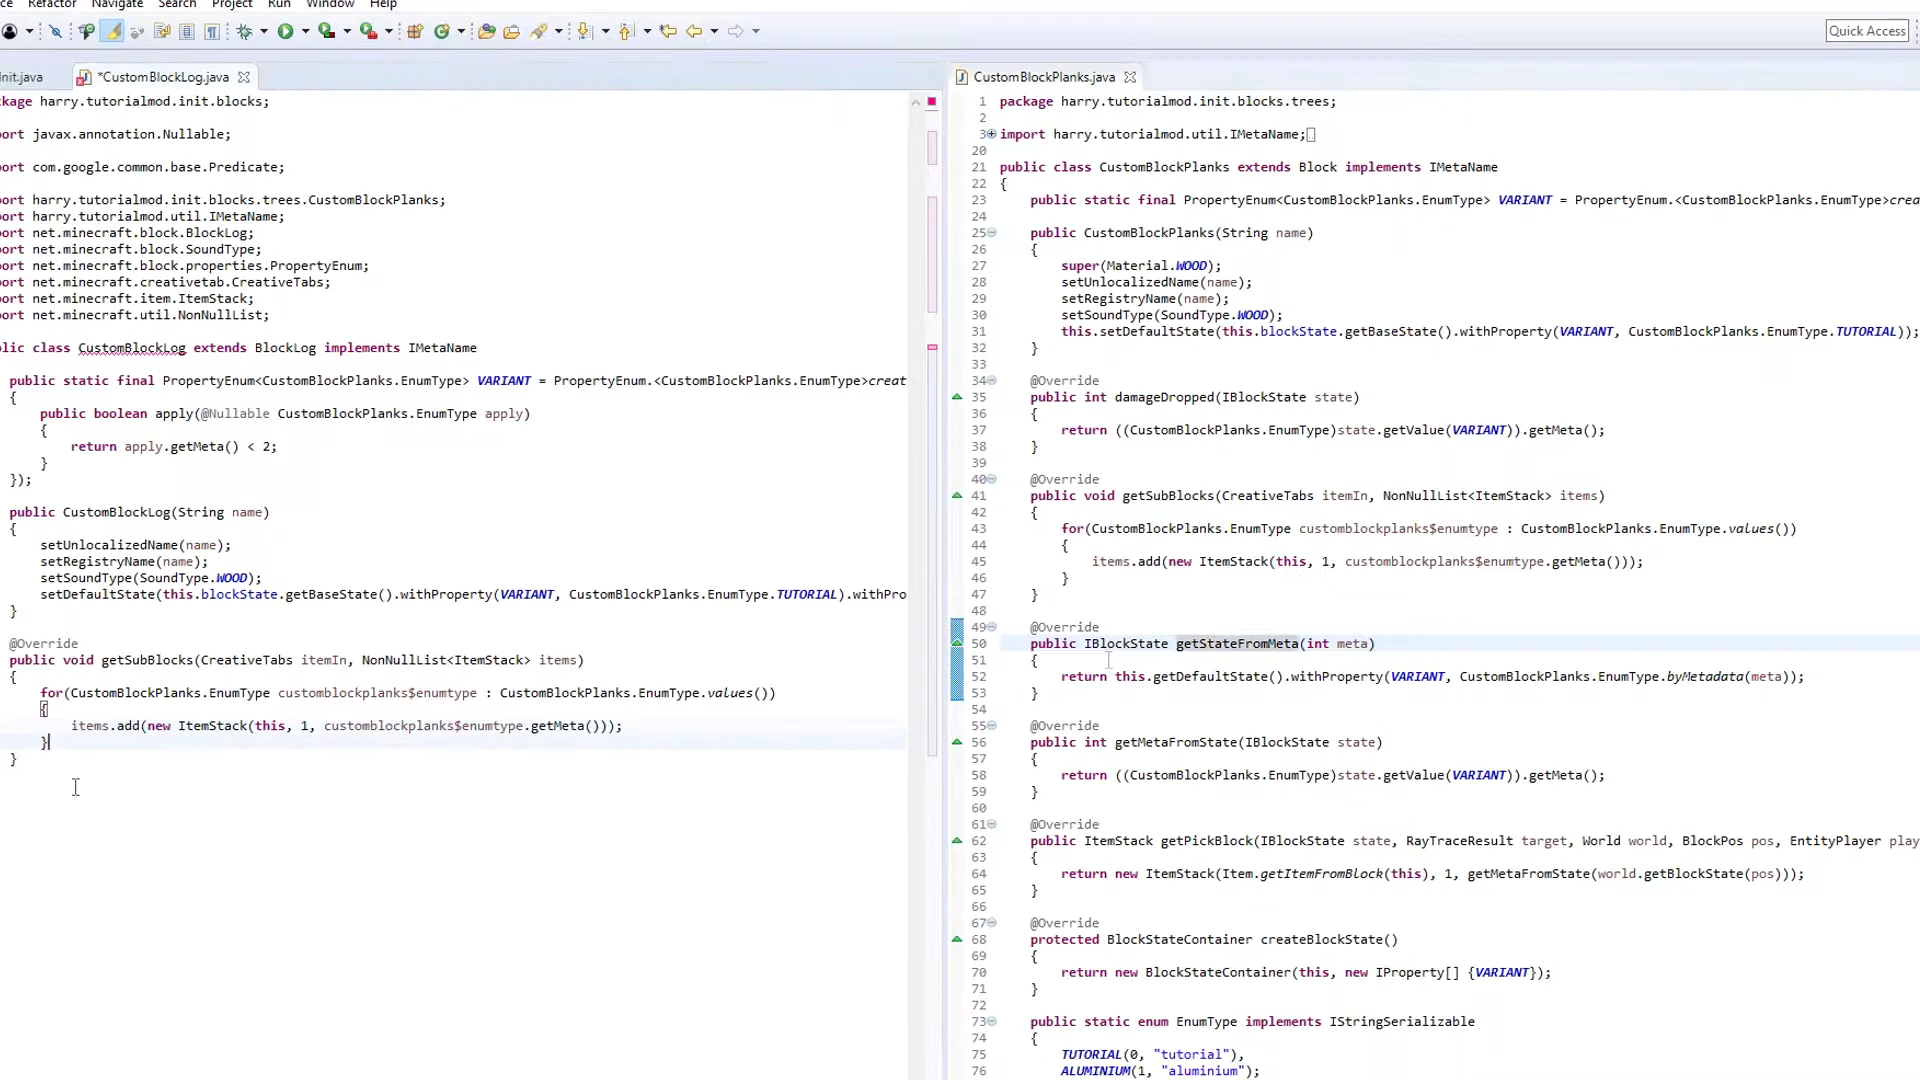 ce Refactor Navigate Search Project Run Window Help
Quick Access
Init.java *CustomBlockLog.java
kage harry.tutorialmod.init.blocks;
ort javax.annotation.Nullable;
ort com.google.common.base.Predicate;
ort harry.tutorialmod.init.blocks.trees.CustomBlockPlanks;
ort harry.tutorialmod.util.IMetaName;
ort net.minecraft.block.BlockLog;
ort net.minecraft.block.SoundType;
ort net.minecraft.block.properties.PropertyEnum;
ort net.minecraft.creativetab.CreativeTabs;
ort net.minecraft.item.ItemStack;
ort net.minecraft.util.NonNullList;
lic class CustomBlockLog extends BlockLog implements IMetaName
public static final PropertyEnum<CustomBlockPlanks.EnumType> VARIANT = PropertyEnum.<CustomBlockPlanks.EnumType>creat
{
public boolean apply(@Nullable CustomBlockPlanks.EnumType apply)
{
return apply.getMeta() < 2;
}
});
public CustomBlockLog(String name)
{
setUnlocalizedName(name);
setRegistryName(name);
setSoundType(SoundType.WOOD);
setDefaultState(this.blockState.getBaseState().withProperty(VARIANT, CustomBlockPlanks.EnumType.TUTORIAL).withPro
}
@Override
public void getSubBlocks(CreativeTabs itemIn, NonNullList<ItemStack> items)
{
for(CustomBlockPlanks.EnumType customblockplanks$enumtype : CustomBlockPlanks.EnumType.values())
{
items.add(new ItemStack(this, 1, customblockplanks$enumtype.getMeta()));
}
}
CustomBlockPlanks.java
1 package harry.tutorialmod.init.blocks.trees;
2
3 import harry.tutorialmod.util.IMetaName;
20
21 public class CustomBlockPlanks extends Block implements IMetaName
22 {
23 public static final PropertyEnum<CustomBlockPlanks.EnumType> VARIANT = PropertyEnum.<CustomBlockPlanks.EnumType>crea
24
25 public CustomBlockPlanks(String name)
26 {
27 super(Material.WOOD);
28 setUnlocalizedName(name);
29 setRegistryName(name);
30 setSoundType(SoundType.WOOD);
31 this.setDefaultState(this.blockState.getBaseState().withProperty(VARIANT, CustomBlockPlanks.EnumType.TUTORIAL));
32 }
33
34 @Override
35 public int damageDropped(IBlockState state)
36 {
37 return ((CustomBlockPlanks.EnumType)state.getValue(VARIANT)).getMeta();
38 }
39
40 @Override
41 public void getSubBlocks(CreativeTabs itemIn, NonNullList<ItemStack> items)
42 {
43 for(CustomBlockPlanks.EnumType customblockplanks$enumtype : CustomBlockPlanks.EnumType.values())
44 {
45 items.add(new ItemStack(this, 1, customblockplanks$enumtype.getMeta()));
46 }
47 }
48
49 @Override
50 public IBlockState getStateFromMeta(int meta)
51 {
52 return this.getDefaultState().withProperty(VARIANT, CustomBlockPlanks.EnumType.byMetadata(meta));
53 }
54
55 @Override
56 public int getMetaFromState(IBlockState state)
57 {
58 return ((CustomBlockPlanks.EnumType)state.getValue(VARIANT)).getMeta();
59 }
60
61 @Override
62 public ItemStack getPickBlock(IBlockState state, RayTraceResult target, World world, BlockPos pos, EntityPlayer play
63 {
64 return new ItemStack(Item.getItemFromBlock(this), 1, getMetaFromState(world.getBlockState(pos)));
65 }
66
67 @Override
68 protected BlockStateContainer createBlockState()
69 {
70 return new BlockStateContainer(this, new IProperty[] {VARIANT});
71 }
72
73 public static enum EnumType implements IStringSerializable
74 {
75 TUTORIAL(0, "tutorial"),
76 ALUMINIUM(1, "aluminium");